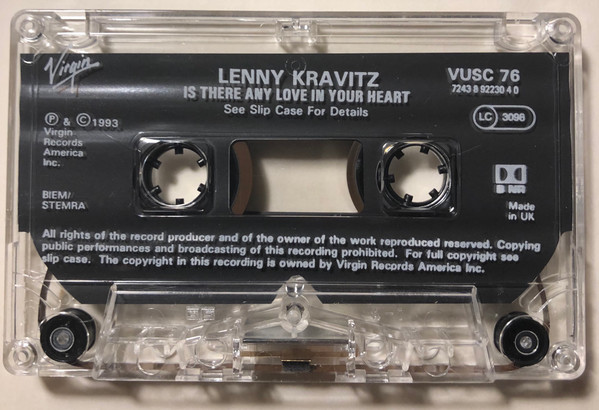 Virgin
LENNY KRAVITZ
IS THERE ANY LOVE IN YOUR HEART
See Slip Case For Details
VUSC 76
7243 8 92230 4 0
LC 3098
Ⓟ & © 1993
Virgin
Records
America
Inc.
BIEM/
STEMRA
B NR
Made
in UK
All rights of the record producer and of the owner of the work reproduced reserved. Copying
public performances and broadcasting of this recording prohibited. For full copyright see
slip case. The copyright in this recording is owned by Virgin Records America Inc.